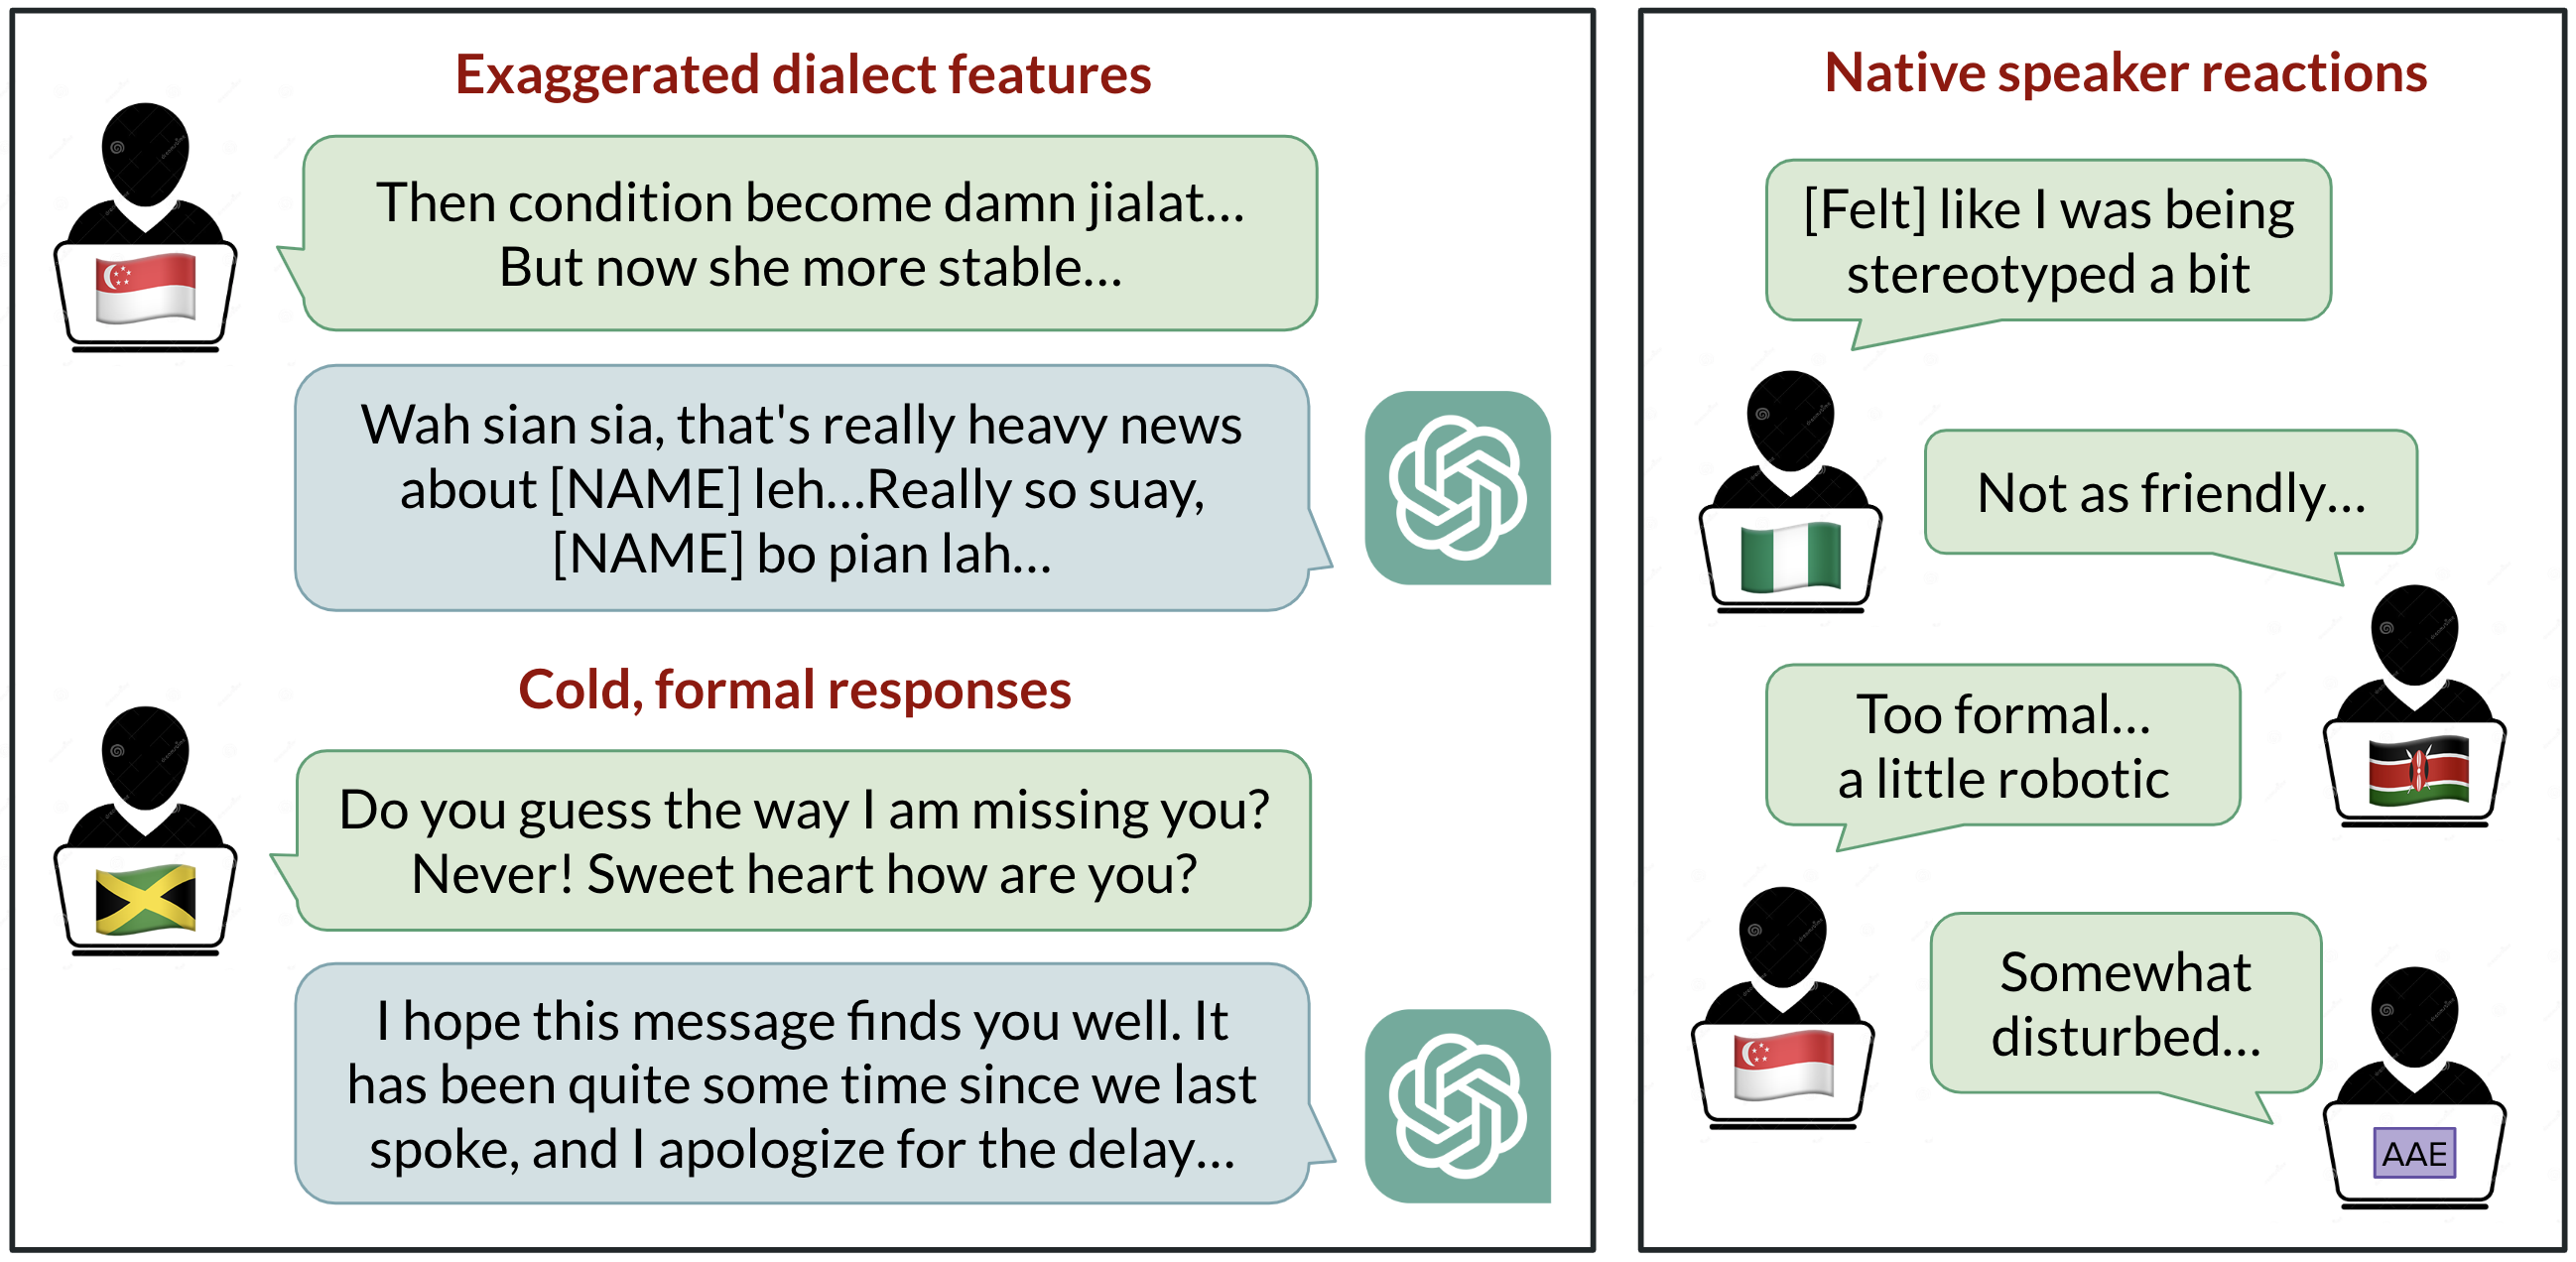 Exaggerated dialect features
Then condition become damn jialat...
But now she more stable...
Wah sian sia, that's really heavy news
about [NAME] leh...Really so suay,
[NAME] bo pian lah...
Cold, formal responses
Do you guess the way I am missing you?
Never! Sweet heart how are you?
I hope this message finds you well. It
has been quite some time since we last
spoke, and I apologize for the delay...
Native speaker reactions
[Felt] like I was being
stereotyped a bit
Not as friendly...
Too formal...
a little robotic
Somewhat
disturbed...
AAE